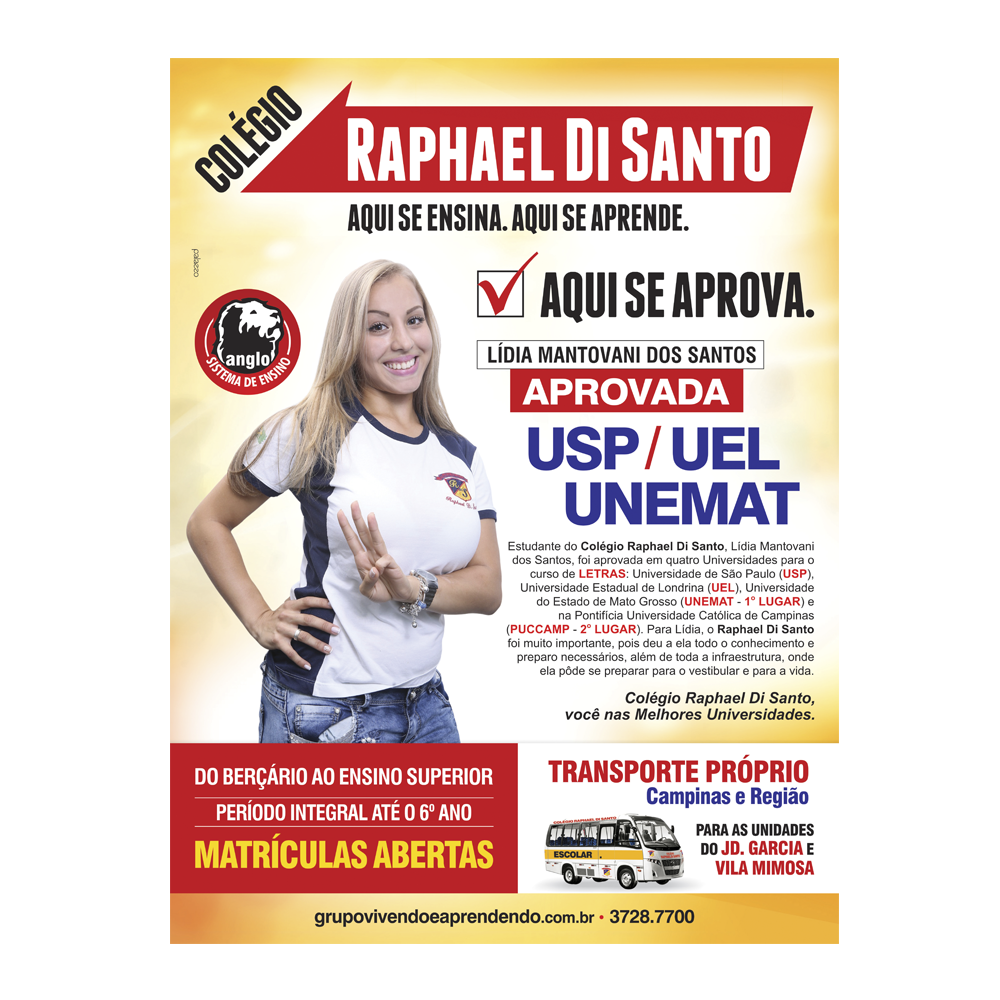 COLÉGIO
RAPHAEL DI SANTO
AQUI SE ENSINA. AQUI SE APRENDE.
palazzo
AQUI SE APROVA.
anglo
SISTEMA DE ENSINO
LÍDIA MANTOVANI DOS SANTOS
APROVADA
USP / UEL
UNEMAT
Estudante do Colégio Raphael Di Santo, Lídia Mantovani
dos Santos, foi aprovada em quatro Universidades para o
curso de LETRAS: Universidade de São Paulo (USP),
Universidade Estadual de Londrina (UEL), Universidade
do Estado de Mato Grosso (UNEMAT - 1º LUGAR) e
na Pontifícia Universidade Católica de Campinas
(PUCCAMP - 2º LUGAR). Para Lídia, o Raphael Di Santo
foi muito importante, pois deu a ela todo o conhecimento e
preparo necessários, além de toda a infraestrutura, onde
ela pôde se preparar para o vestibular e para a vida.
Colégio Raphael Di Santo,
você nas Melhores Universidades.
DO BERÇÁRIO AO ENSINO SUPERIOR
PERÍODO INTEGRAL ATÉ O 6º ANO
MATRÍCULAS ABERTAS
TRANSPORTE PRÓPRIO
Campinas e Região
COLÉGIO RAPHAEL DI SANTO
ESCOLAR
PARA AS UNIDADES
DO JD. GARCIA E
VILA MIMOSA
grupovivendoeaprendendo.com.br • 3728.7700